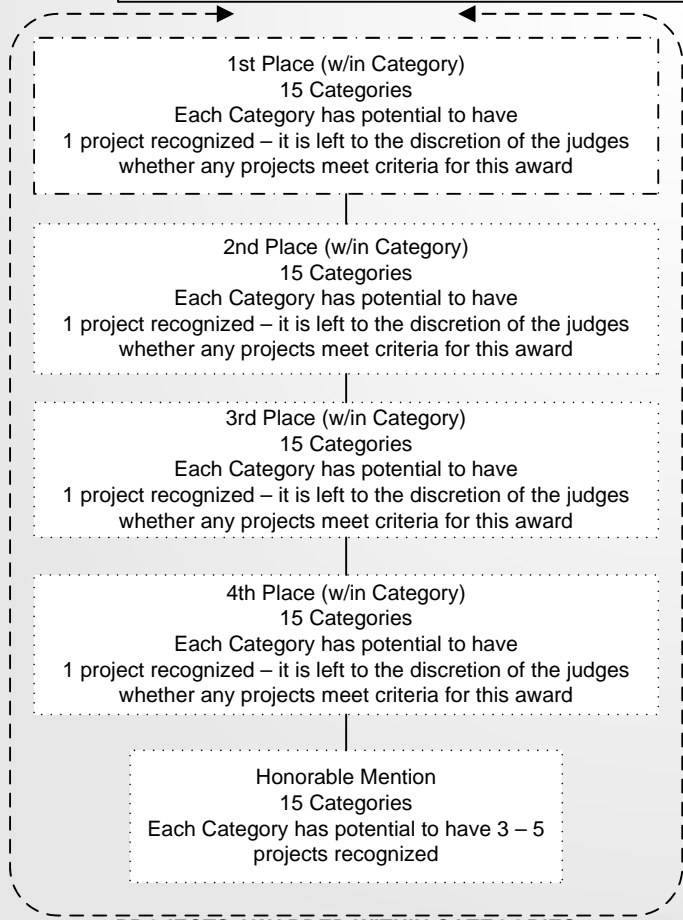 1st Place (w/in Category)
15 Categories
Each Category has potential to have
1 project recognized – it is left to the discretion of the judges
whether any projects meet criteria for this award
2nd Place (w/in Category)
15 Categories
Each Category has potential to have
1 project recognized – it is left to the discretion of the judges
whether any projects meet criteria for this award
3rd Place (w/in Category)
15 Categories
Each Category has potential to have
1 project recognized – it is left to the discretion of the judges
whether any projects meet criteria for this award
4th Place (w/in Category)
15 Categories
Each Category has potential to have
1 project recognized – it is left to the discretion of the judges
whether any projects meet criteria for this award
Honorable Mention
15 Categories
Each Category has potential to have 3 – 5
projects recognized